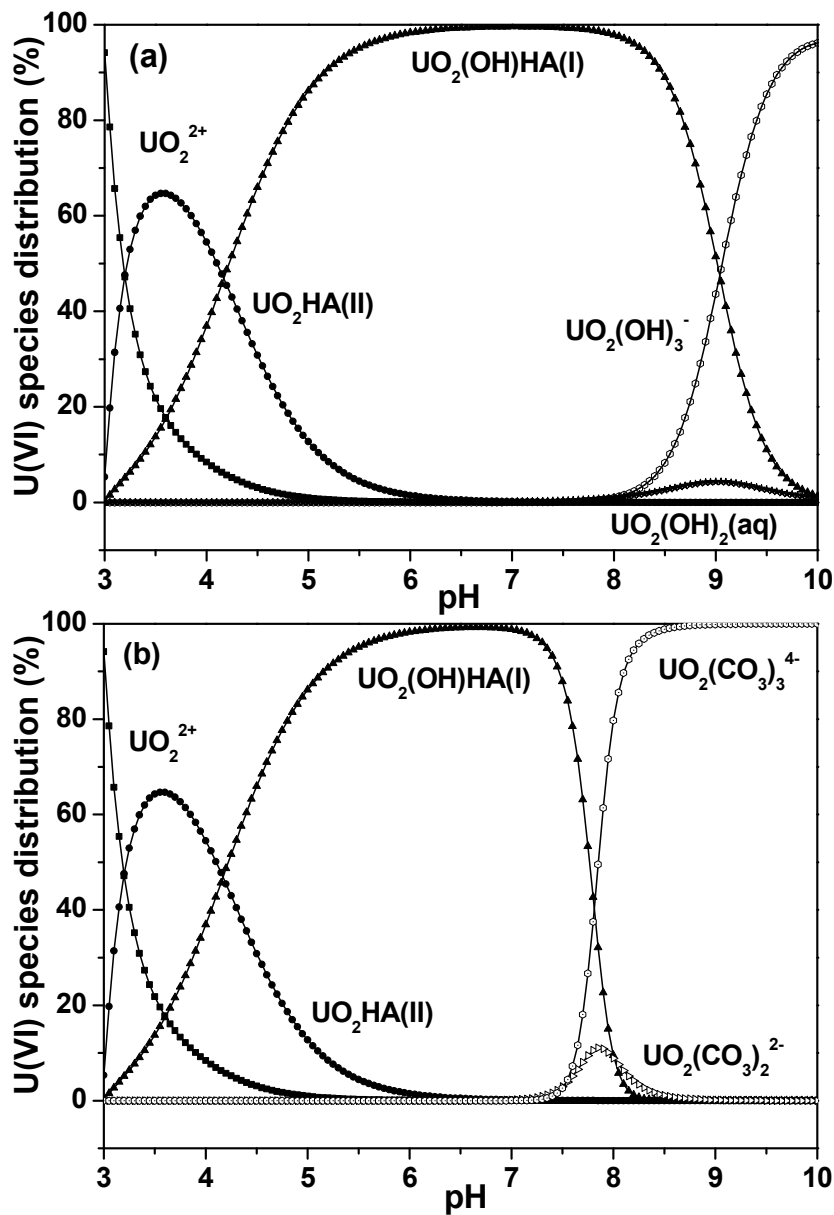 (a)
UO₂(OH)HA(I)
UO₂²⁺
UO₂HA(II)
UO₂(OH)₃⁻
UO₂(OH)₂(aq)
U(VI) species distribution (%)
100
80
60
40
20
0
3 4 5 6 7 8 9 10
pH
(b)
UO₂(OH)HA(I)
UO₂(CO₃)₃⁴⁻
UO₂²⁺
UO₂HA(II)
UO₂(CO₃)₂²⁻
U(VI) species distribution (%)
100
80
60
40
20
0
3 4 5 6 7 8 9 10
pH